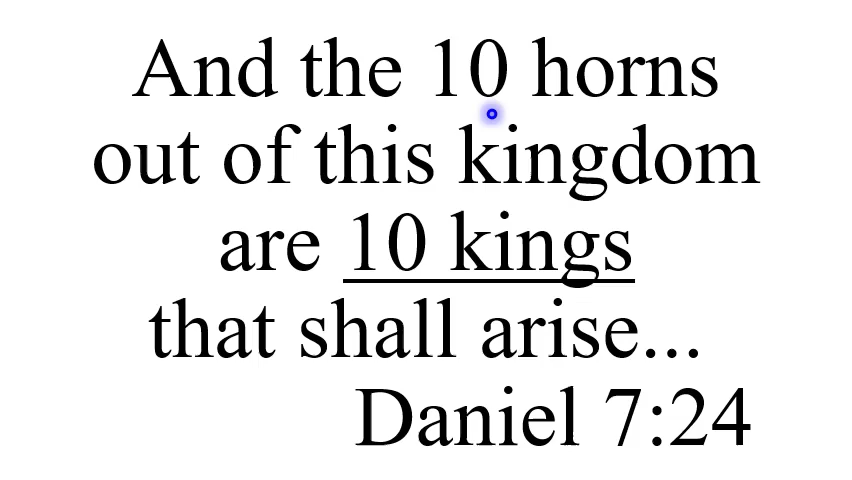 And the 10 horns
out of this kingdom
are 10 kings
that shall arise...
Daniel 7:24